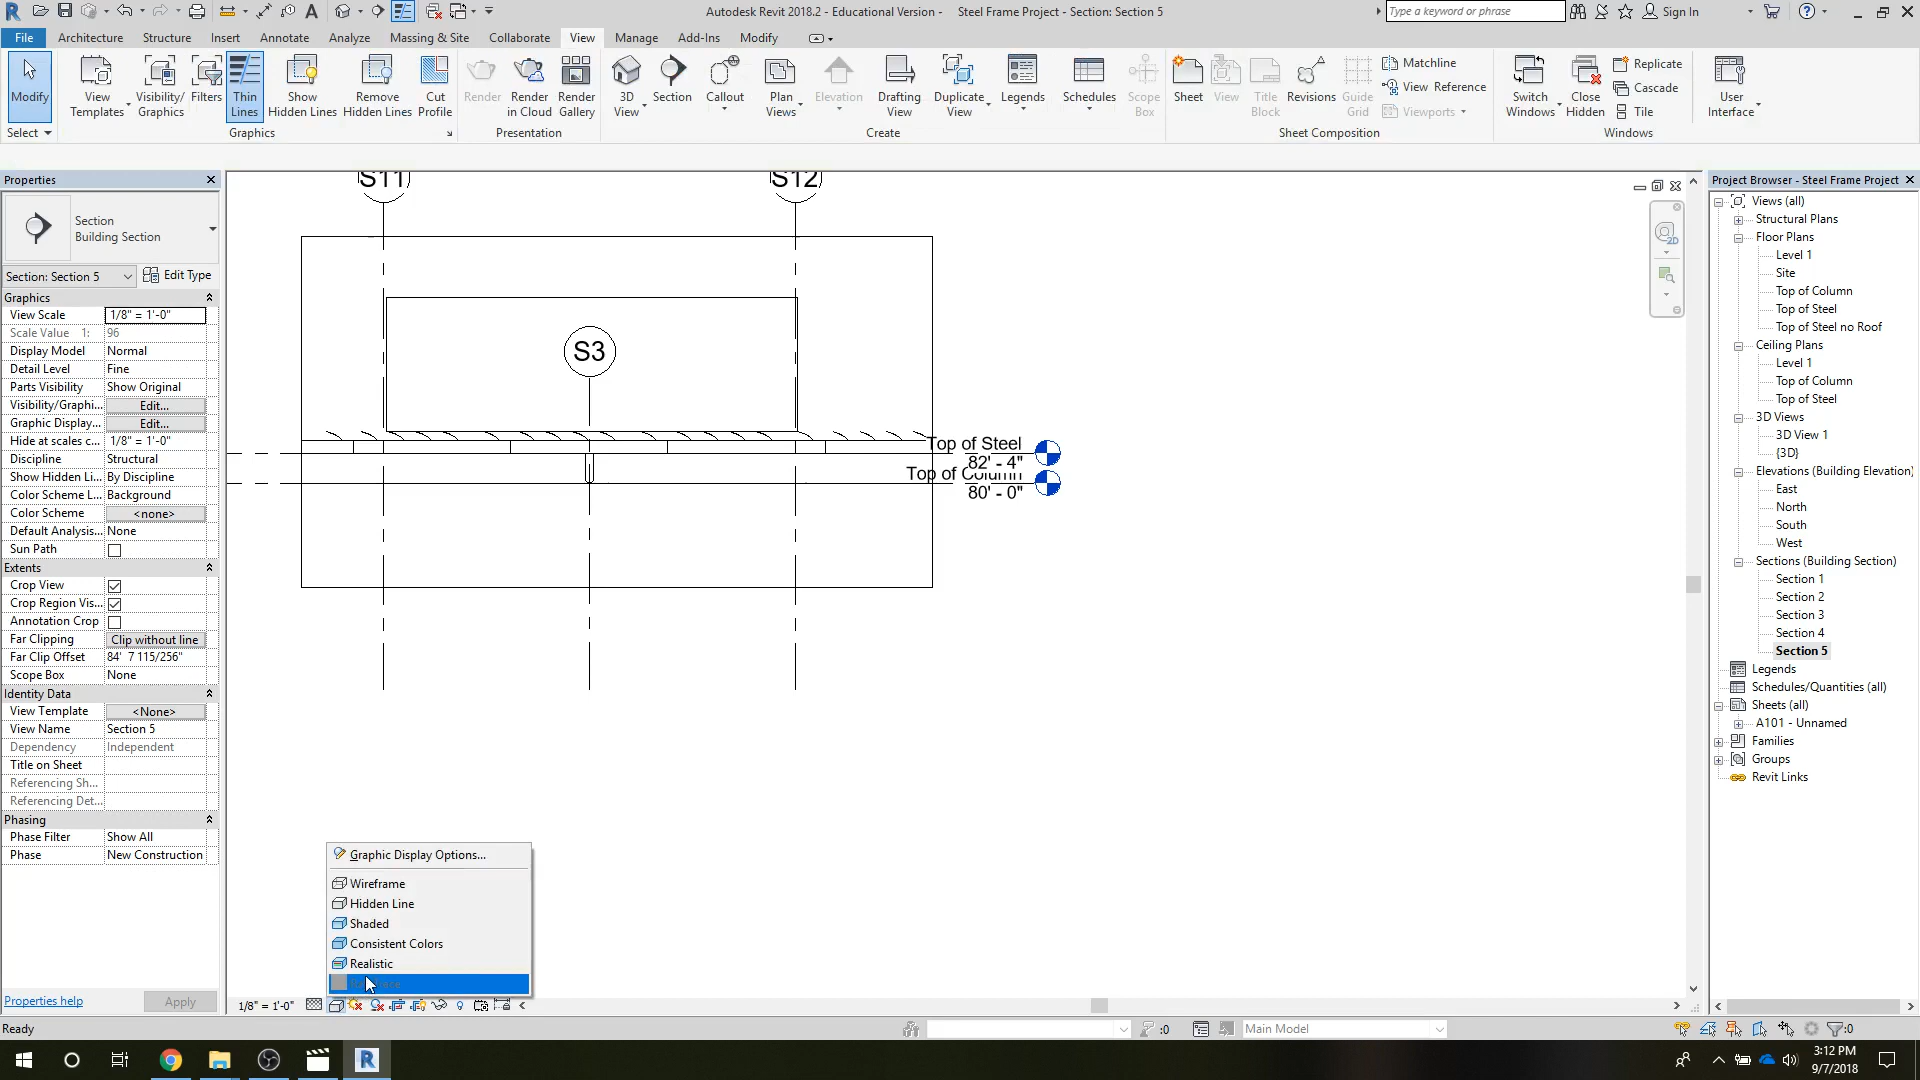 Autodesk Revit 2018.2 - Educational Version - Steel Frame Project - Section: Section 5
Type a keyword or phrase
Sign In
File Architecture Structure Insert Annotate Analyze Massing & Site Collaborate View Manage Add-Ins Modify
Modify
View Templates
Visibility/ Graphics
Filters
Thin Lines
Show Hidden Lines
Remove Hidden Lines
Cut Profile
Render
Render in Cloud
Render Gallery
3D View
Section
Callout
Plan Views
Elevation
Drafting View
Duplicate View
Legends
Schedules
Scope Box
Sheet
View
Title Block
Revisions
Guide Grid
Matchline
View Reference
Viewports
Switch Windows
Close Hidden
Replicate
Cascade
Tile
User Interface
Select
Graphics
Presentation
Create
Sheet Composition
Windows
Properties
Section
Building Section
Section: Section 5
Edit Type
Graphics
View Scale 1/8" = 1'-0"
Scale Value 1: 96
Display Model Normal
Detail Level Fine
Parts Visibility Show Original
Visibility/Graphi... Edit...
Graphic Display... Edit...
Hide at scales c... 1/8" = 1'-0"
Discipline Structural
Show Hidden Li... By Discipline
Color Scheme L... Background
Color Scheme <none>
Default Analysis... None
Sun Path
Extents
Crop View
Crop Region Vis...
Annotation Crop
Far Clipping Clip without line
Far Clip Offset 84' 7 115/256"
Scope Box None
Identity Data
View Template <None>
View Name Section 5
Dependency Independent
Title on Sheet
Referencing Sh...
Referencing Det...
Phasing
Phase Filter Show All
Phase New Construction
Properties help
Apply
S11
S12
S3
Top of Steel
82' - 4"
Top of Column
80' - 0"
2D
Graphic Display Options...
Wireframe
Hidden Line
Shaded
Consistent Colors
Realistic
1/8" = 1'-0"
Project Browser - Steel Frame Project
Views (all)
Structural Plans
Floor Plans
Level 1
Site
Top of Column
Top of Steel
Top of Steel no Roof
Ceiling Plans
Level 1
Top of Column
Top of Steel
3D Views
3D View 1
{3D}
Elevations (Building Elevation)
East
North
South
West
Sections (Building Section)
Section 1
Section 2
Section 3
Section 4
Section 5
Legends
Schedules/Quantities (all)
Sheets (all)
A101 - Unnamed
Families
Groups
Revit Links
Ready
:0
Main Model
:0
3:12 PM
9/7/2018